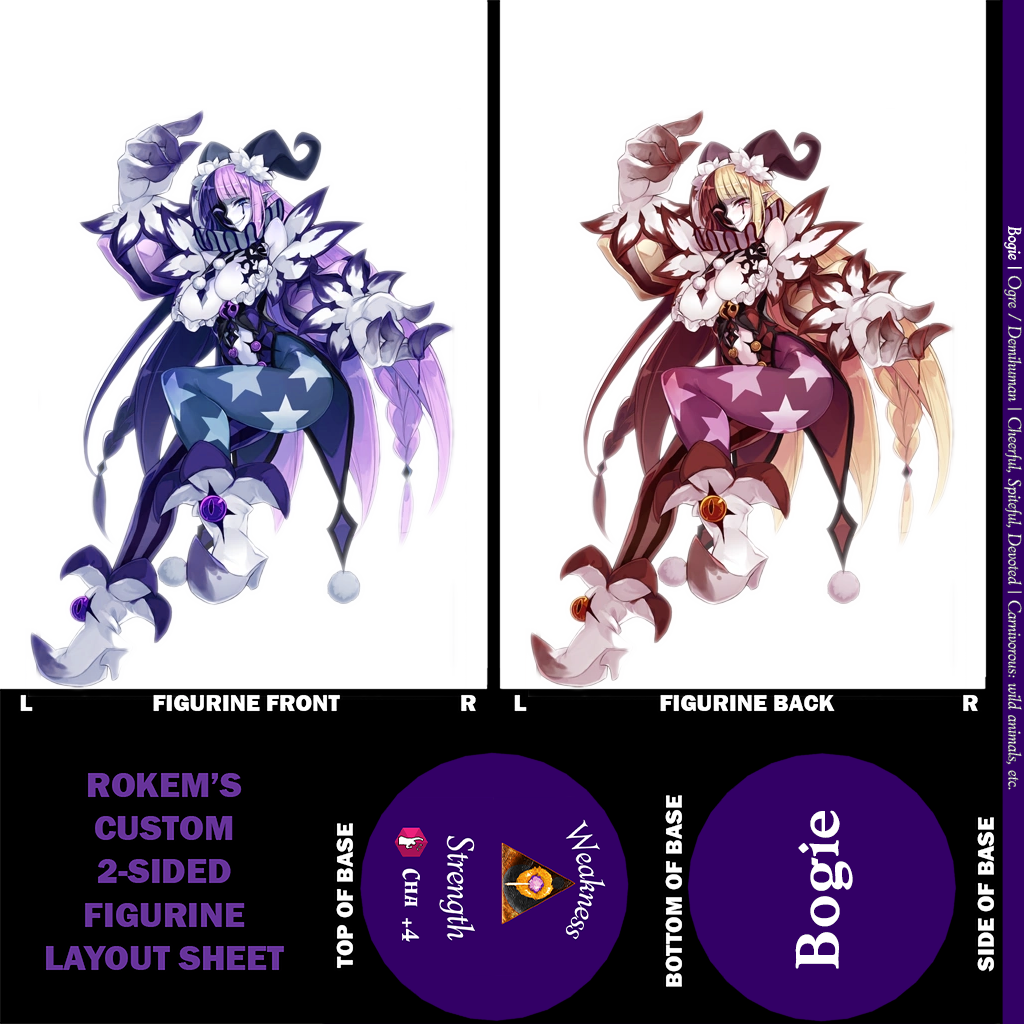 L
FIGURINE FRONT
R
L
FIGURINE BACK
R
ROKEM'S
CUSTOM
2-SIDED
FIGURINE
LAYOUT SHEET
TOP OF BASE
CHA +4
Strength
Weakness
BOTTOM OF BASE
Bogie
SIDE OF BASE
Bogie | Ogre / Demihuman | Cheerful, Spiteful, Devoted | Carnivorous: wild animals, etc.